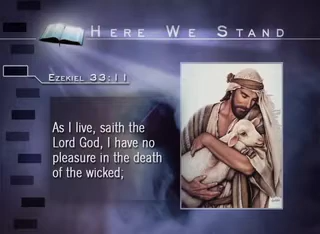 Here We Stand
Ezekiel 33:11
As I live, saith the
Lord God, I have no
pleasure in the death
of the wicked;